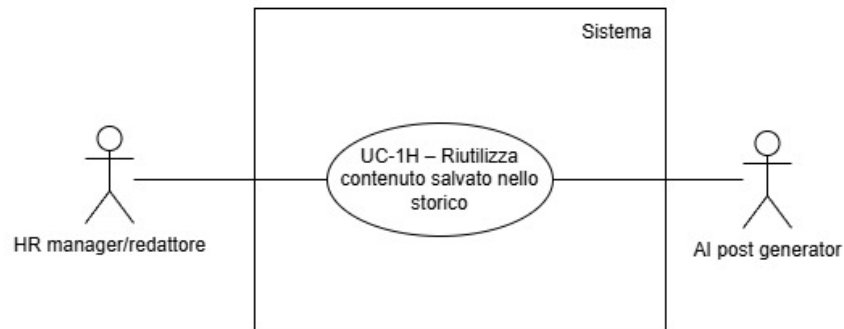 Sistema
UC-1H – Riutilizza
contenuto salvato nello
storico
HR manager/redattore
AI post generator